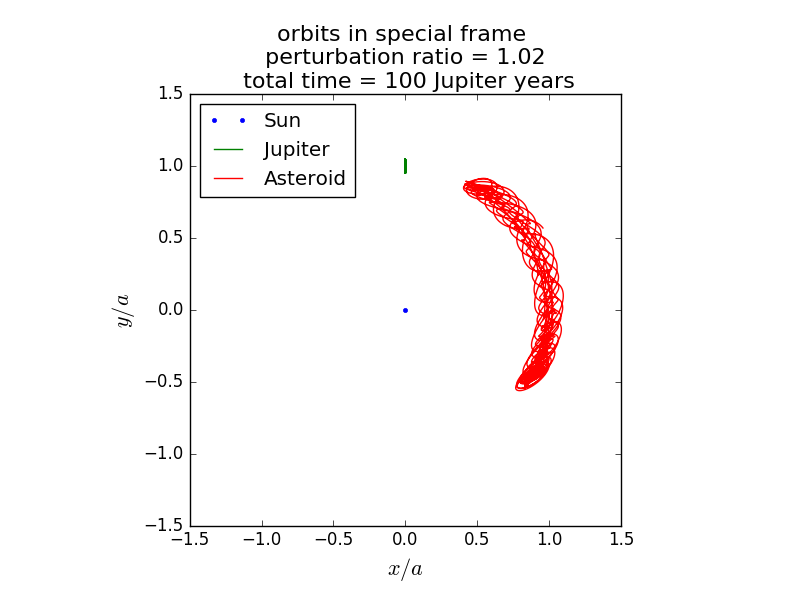 orbits in special frame
perturbation ratio = 1.02
total time = 100 Jupiter years
Sun
Jupiter
Asteroid
1.5
1.0
0.5
0.0
−0.5
−1.0
−1.5
y/a
−1.5 −1.0 −0.5 0.0 0.5 1.0 1.5
x/a